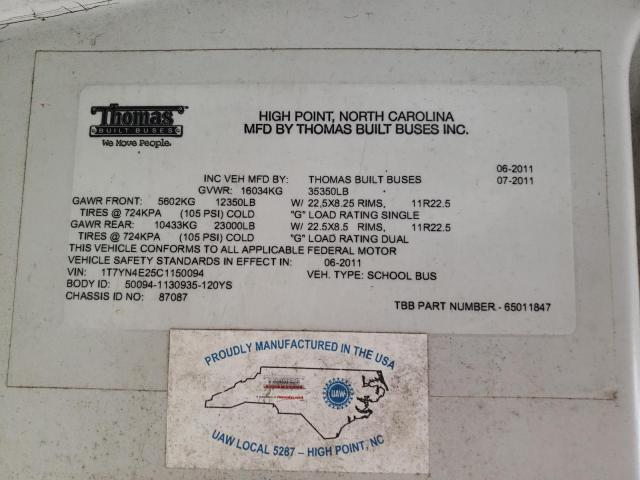 Thomas
BUILT BUSES
We Move People.
HIGH POINT, NORTH CAROLINA
MFD BY THOMAS BUILT BUSES INC.
06-2011
INC VEH MFD BY: THOMAS BUILT BUSES 07-2011
GVWR: 16034KG 35350LB
GAWR FRONT: 5602KG 12350LB W/ 22.5X8.25 RIMS, 11R22.5
TIRES @ 724KPA (105 PSI) COLD "G" LOAD RATING SINGLE
GAWR REAR: 10433KG 23000LB W/ 22.5X8.5 RIMS, 11R22.5
TIRES @ 724KPA (105 PSI) COLD "G" LOAD RATING DUAL
THIS VEHICLE CONFORMS TO ALL APPLICABLE FEDERAL MOTOR
VEHICLE SAFETY STANDARDS IN EFFECT IN: 06-2011
VIN: 1T7YN4E25C1150094 VEH. TYPE: SCHOOL BUS
BODY ID: 50094-1130935-120YS
CHASSIS ID NO: 87087 TBB PART NUMBER - 65011847
PROUDLY MANUFACTURED IN THE USA
UAW
UAW LOCAL 5287 – HIGH POINT, NC